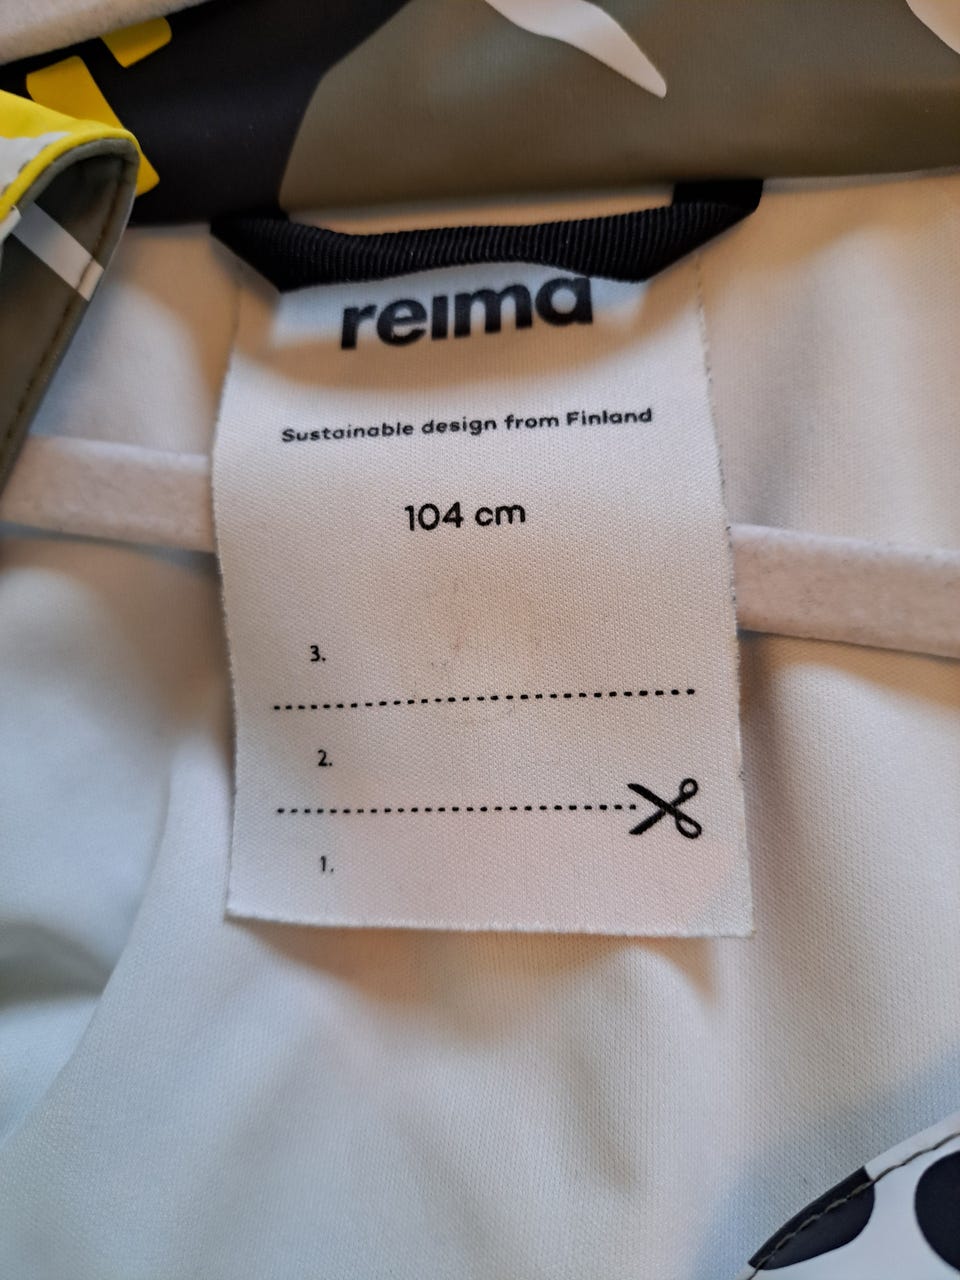 reima
Sustainable design from Finland
104 cm
3.
2.
1.